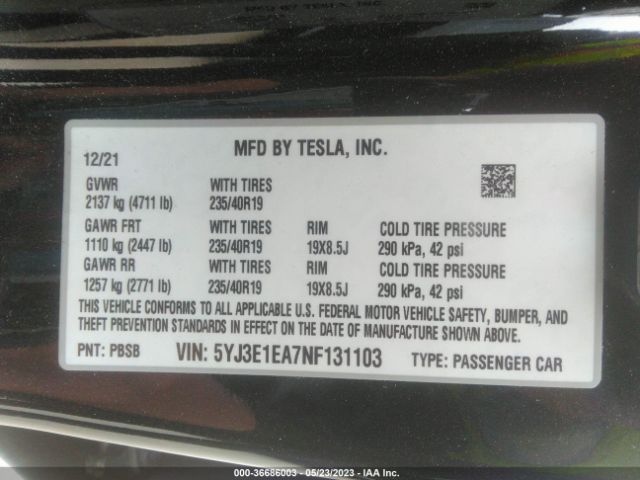 MFD BY TESLA, INC.
12/21
GVWR WITH TIRES
2137 kg (4711 lb) 235/40R19
GAWR FRT WITH TIRES RIM COLD TIRE PRESSURE
1110 kg (2447 lb) 235/40R19 19X8.5J 290 kPa, 42 psi
GAWR RR WITH TIRES RIM COLD TIRE PRESSURE
1257 kg (2771 lb) 235/40R19 19X8.5J 290 kPa, 42 psi
THIS VEHICLE CONFORMS TO ALL APPLICABLE U.S. FEDERAL MOTOR VEHICLE SAFETY, BUMPER, AND
THEFT PREVENTION STANDARDS IN EFFECT ON THE DATE OF MANUFACTURE SHOWN ABOVE.
PNT: PBSB VIN: 5YJ3E1EA7NF131103 TYPE: PASSENGER CAR
000-36686003 - 05/23/2023 - IAA Inc.